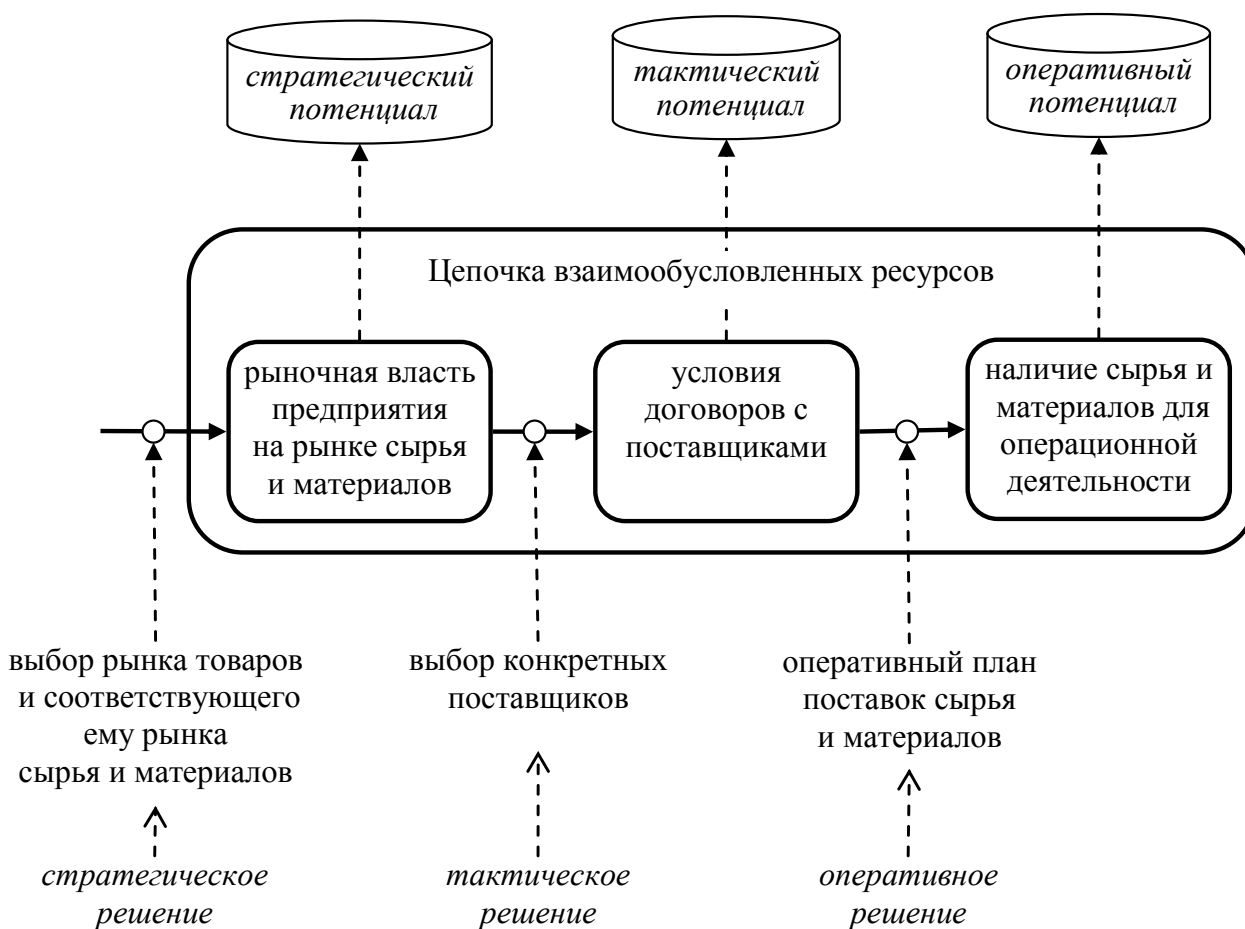 стратегический
потенциал
тактический
потенциал
оперативный
потенциал
Цепочка взаимообусловленных ресурсов
рыночная власть
предприятия
на рынке сырья
и материалов
условия
договоров с
поставщиками
наличие сырья и
материалов для
операционной
деятельности
выбор рынка товаров
и соответствующего
ему рынка
сырья и материалов
выбор конкретных
поставщиков
оперативный план
поставок сырья
и материалов
стратегическое
решение
тактическое
решение
оперативное
решение